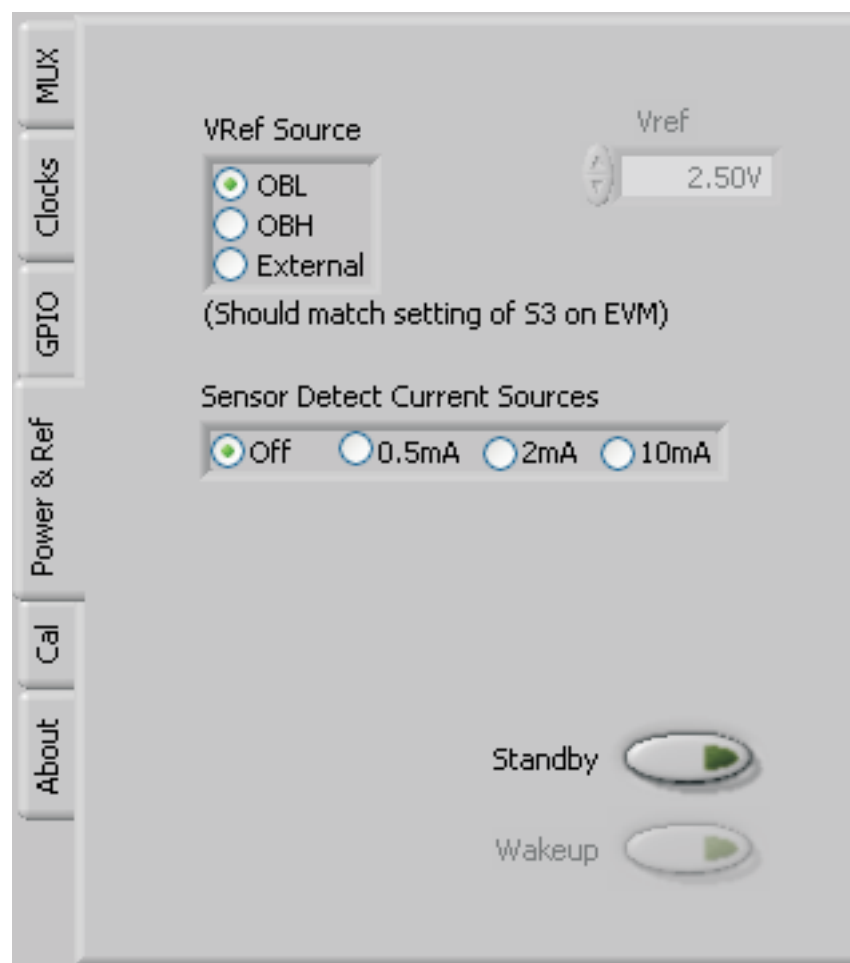 MUX
Clocks
GPIO
Power & Ref
Cal
About
VRef Source
OBL
OBH
External
(Should match setting of S3 on EVM)
Vref
2.50V
Sensor Detect Current Sources
Off 0.5mA 2mA 10mA
Standby
Wakeup